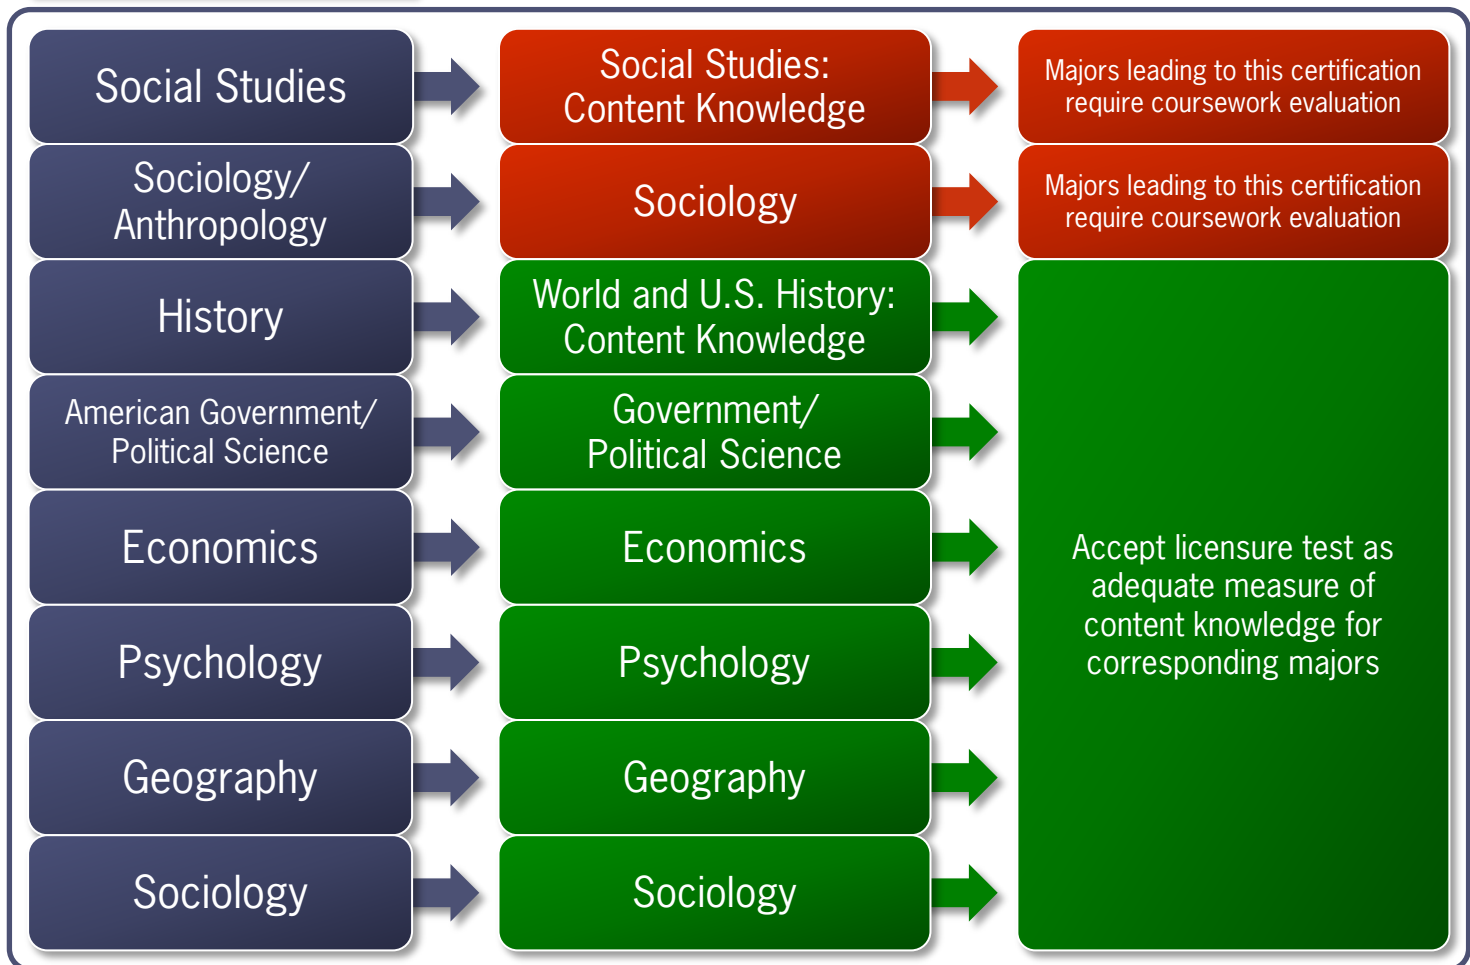 Social Studies
Social Studies:
Content Knowledge
Majors leading to this certification
require coursework evaluation
Sociology/
Anthropology
Sociology
Majors leading to this certification
require coursework evaluation
History
World and U.S. History:
Content Knowledge
American Government/
Political Science
Government/
Political Science
Economics
Economics
Accept licensure test as
adequate measure of
content knowledge for
corresponding majors
Psychology
Psychology
Geography
Geography
Sociology
Sociology